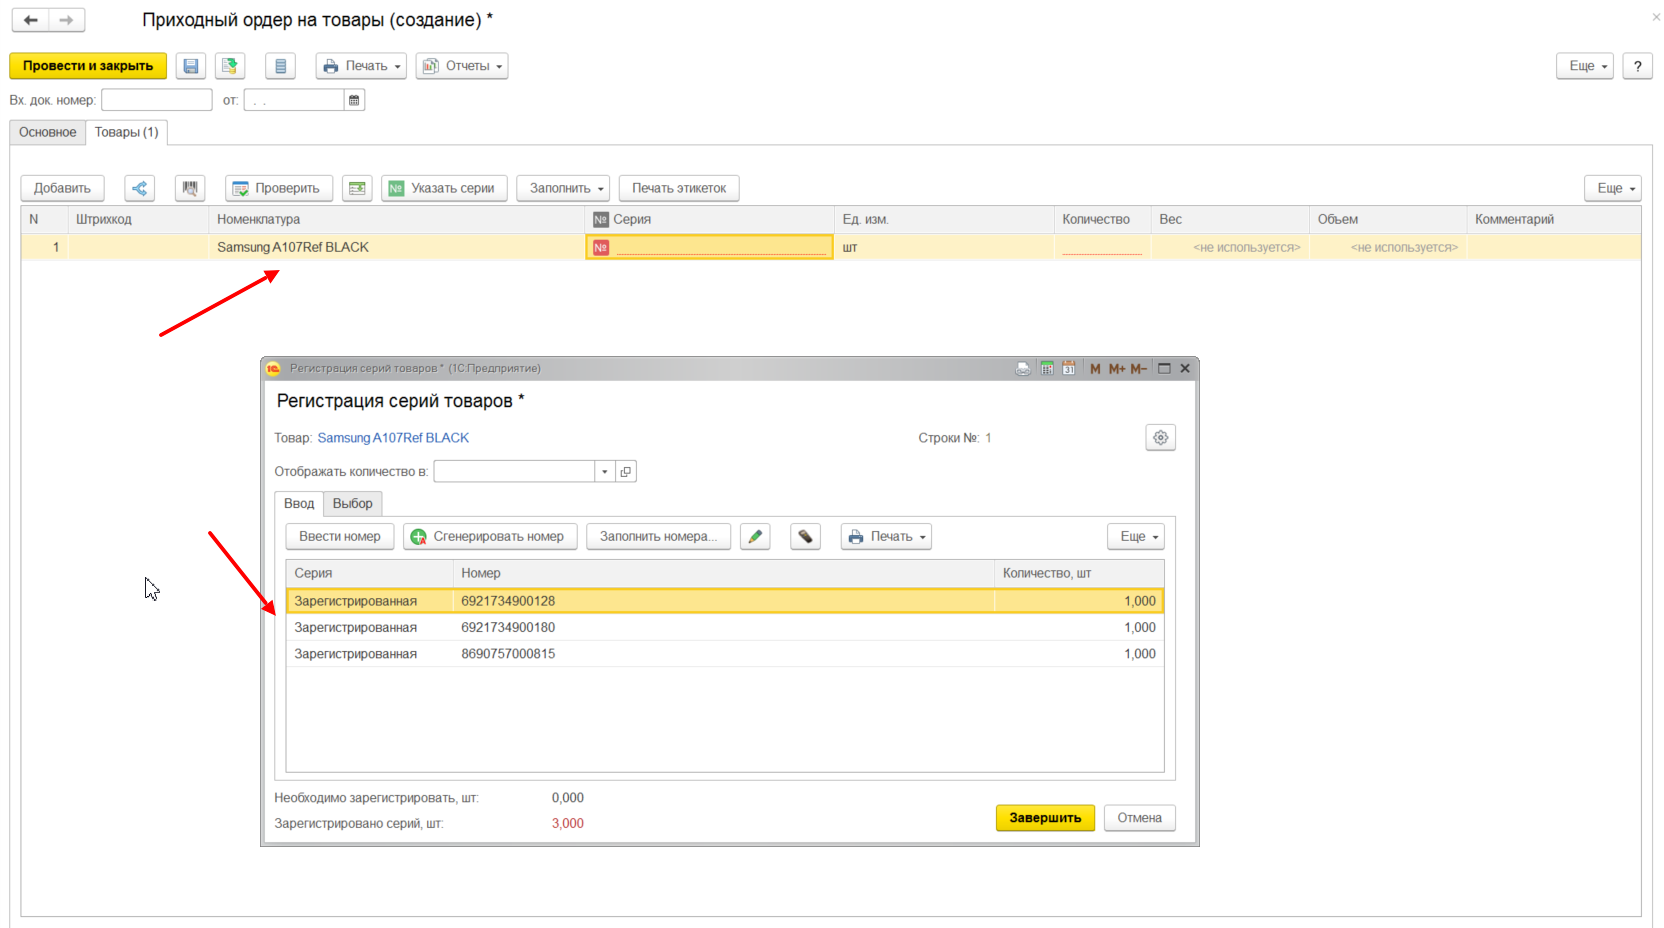 Приходный ордер на товары (создание) *
Провести и закрыть Печать Отчеты Еще ?
Вх. док. номер: от: . .
Основное Товары (1)
Добавить Проверить № Указать серии Заполнить Печать этикеток Еще
N Штрихкод Номенклатура № Серия Ед. изм. Количество Вес Объем Комментарий
1 Samsung A107Ref BLACK № шт <не используется> <не используется>
1С Регистрация серий товаров * (1С:Предприятие) 31 M M+ M-
Регистрация серий товаров *
Товар: Samsung A107Ref BLACK Строки №: 1
Отображать количество в:
Ввод Выбор
Ввести номер Сгенерировать номер Заполнить номера... Печать Еще
Серия Номер Количество, шт
Зарегистрированная 6921734900128 1,000
Зарегистрированная 6921734900180 1,000
Зарегистрированная 8690757000815 1,000
Необходимо зарегистрировать, шт: 0,000
Зарегистрировано серий, шт: 3,000
Завершить Отмена